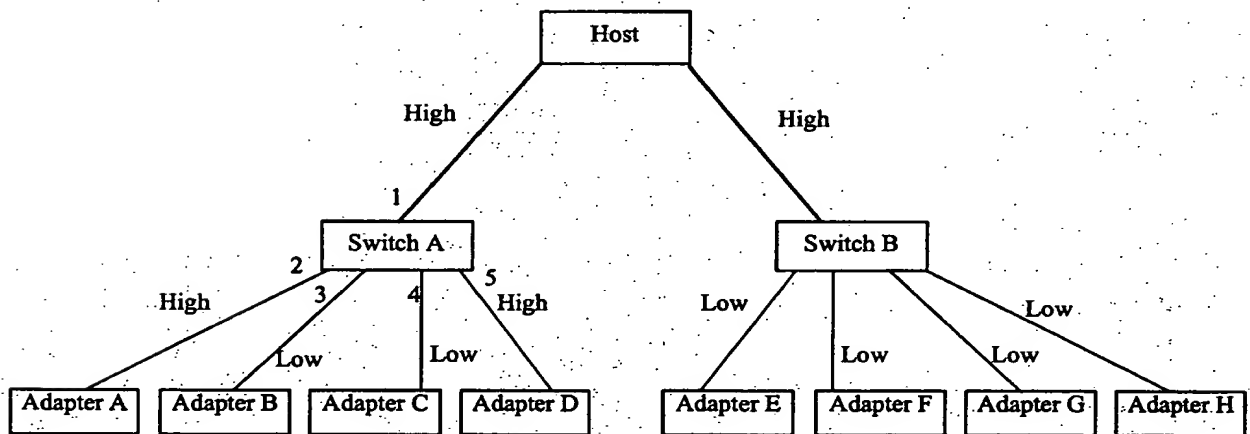 Host
High
High
1
Switch A
Switch B
2
3
4
5
High
Low
Low
High
Low
Low
Low
Low
Adapter A
Adapter B
Adapter C
Adapter D
Adapter E
Adapter F
Adapter G
Adapter H